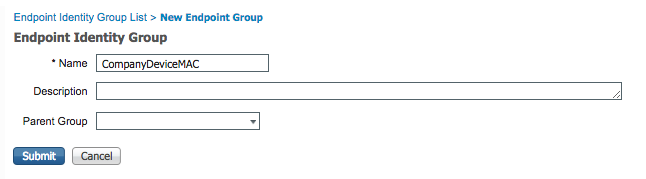 Endpoint Identity Group List > New Endpoint Group
Endpoint Identity Group
* Name CompanyDeviceMAC
Description
Parent Group
Submit Cancel